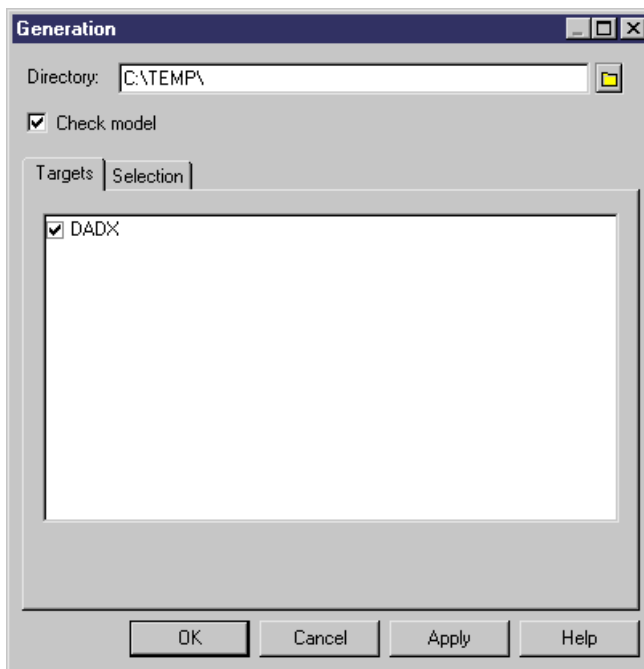 Generation
Directory: C:\TEMP\
Check model
Targets Selection
DADX
OK Cancel Apply Help